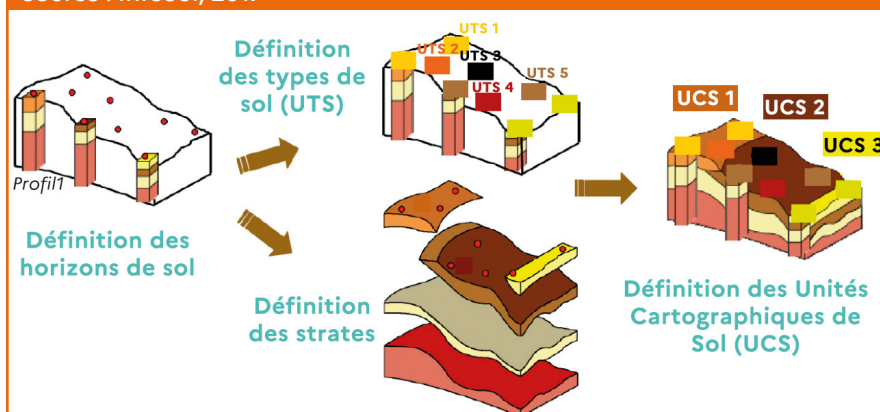 Profil1
Définition des
horizons de sol
Définition
des types de
sol (UTS)
UTS 1
UTS 2
UTS 3
UTS 4
UTS 5
Définition
des strates
UCS 1
UCS 2
UCS 3
Définition des Unités
Cartographiques de
Sol (UCS)